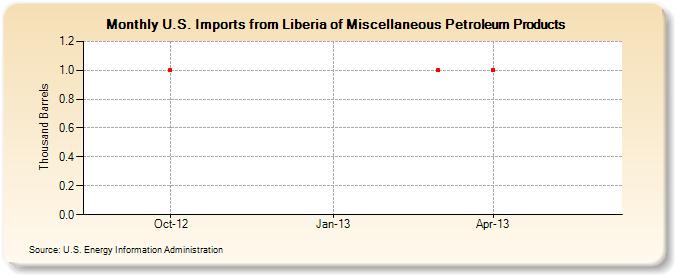 Monthly U.S. Imports from Liberia of Miscellaneous Petroleum Products
Thousand Barrels
1.2
1.0
0.8
0.6
0.4
0.2
0.0
Oct-12 Jan-13 Apr-13
Source: U.S. Energy Information Administration